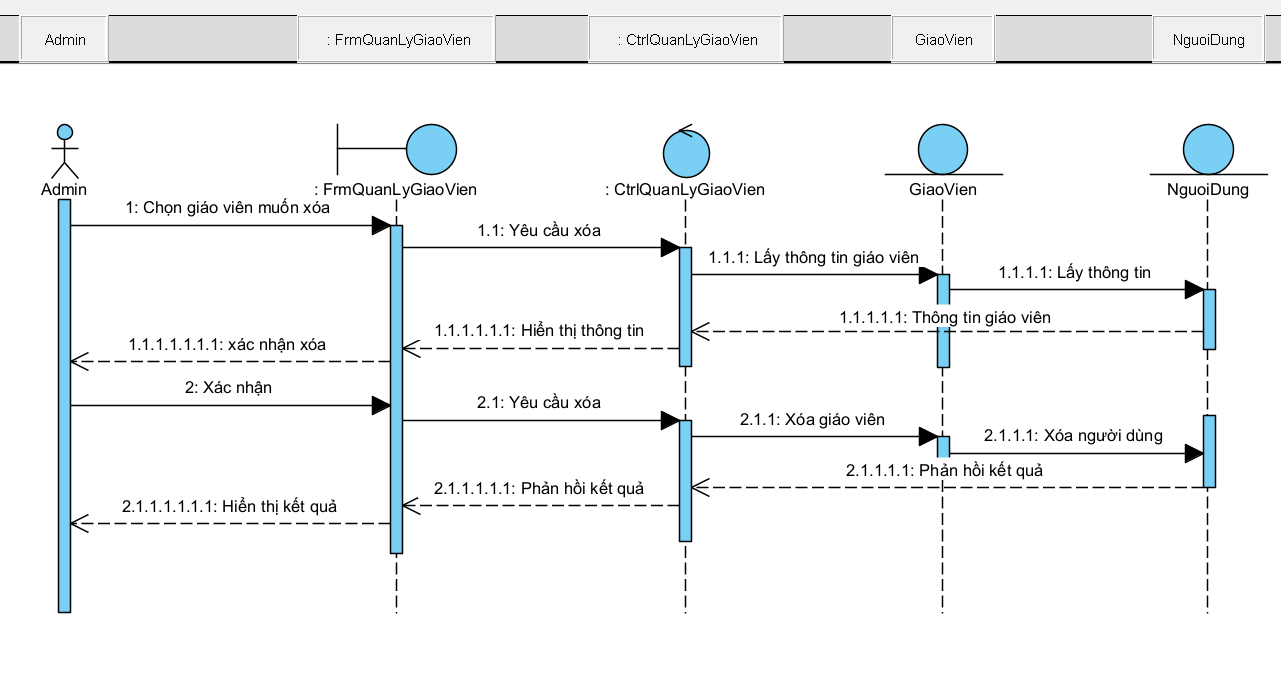 Admin
: FrmQuanLyGiaoVien
: CtrlQuanLyGiaoVien
GiaoVien
NguoiDung
Admin
: FrmQuanLyGiaoVien
: CtrlQuanLyGiaoVien
GiaoVien
NguoiDung
1: Chọn giáo viên muốn xóa
1.1: Yêu cầu xóa
1.1.1: Lấy thông tin giáo viên
1.1.1.1: Lấy thông tin
1.1.1.1.1: Thông tin giáo viên
1.1.1.1.1.1: Hiển thị thông tin
1.1.1.1.1.1.1: xác nhận xóa
2: Xác nhận
2.1: Yêu cầu xóa
2.1.1: Xóa giáo viên
2.1.1.1: Xóa người dùng
2.1.1.1.1: Phản hồi kết quả
2.1.1.1.1.1: Phản hồi kết quả
2.1.1.1.1.1.1: Hiển thị kết quả